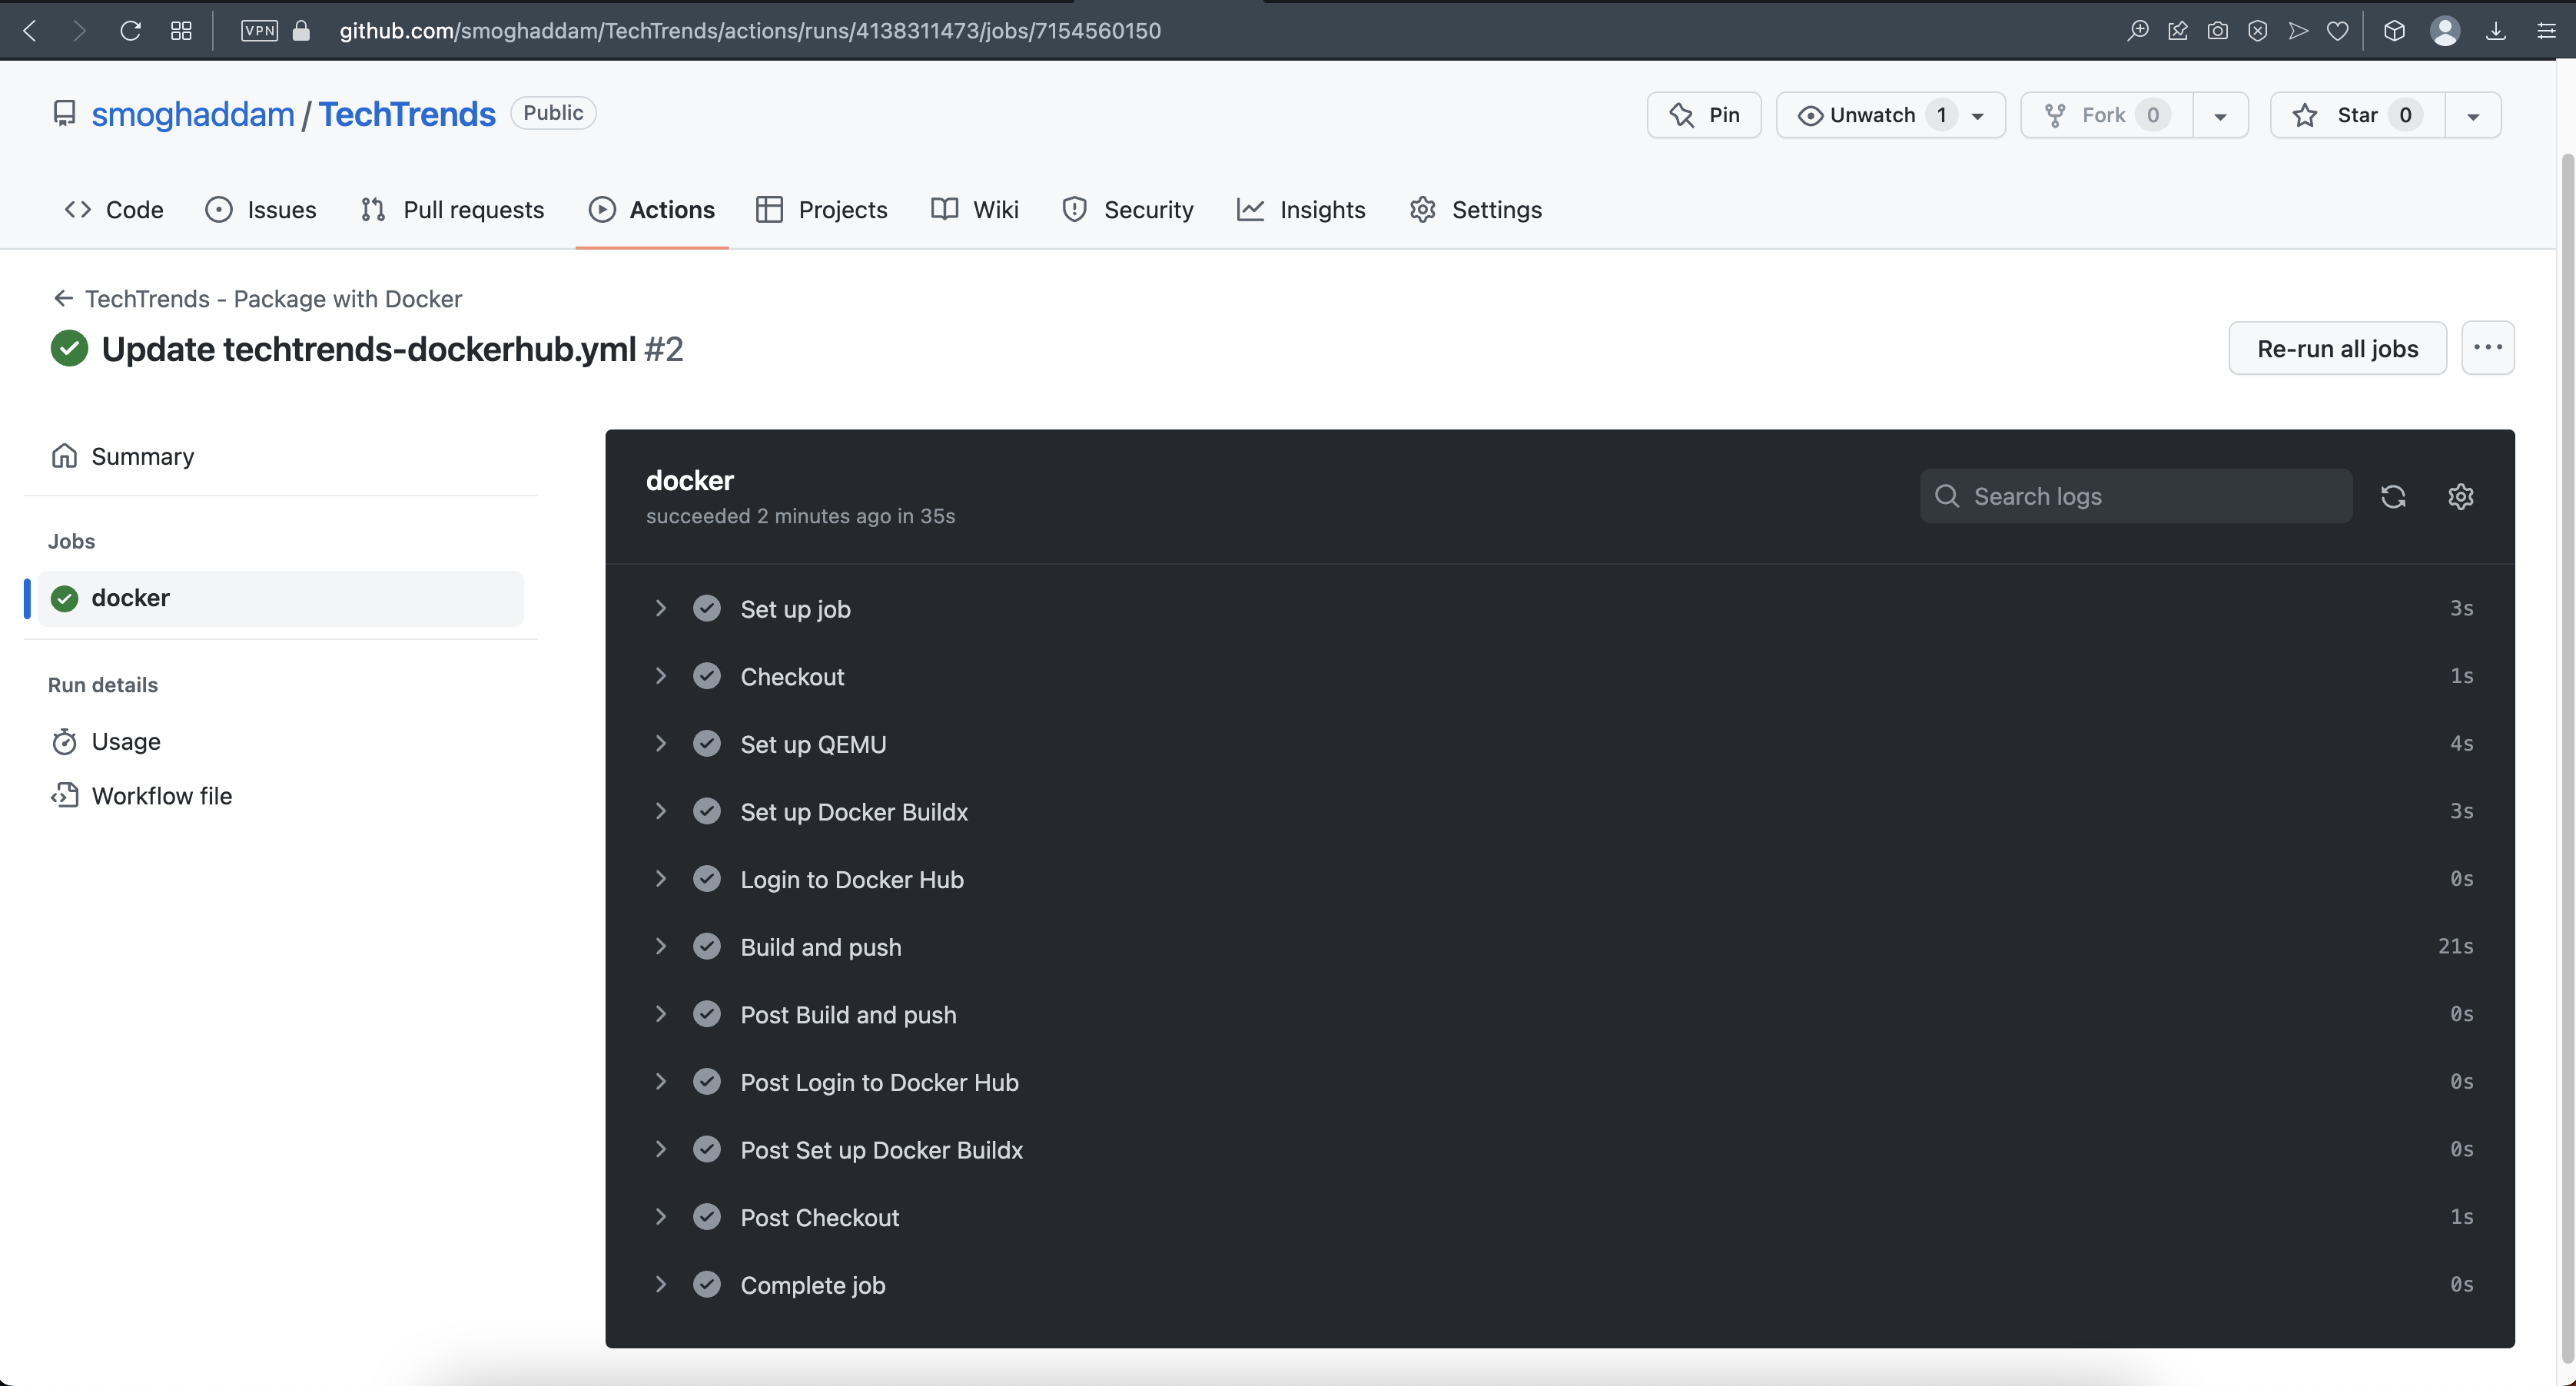 VPN github.com/smoghaddam/TechTrends/actions/runs/4138311473/jobs/7154560150
smoghaddam / TechTrends Public
Pin Unwatch 1 Fork 0 Star 0
Code Issues Pull requests Actions Projects Wiki Security Insights Settings
TechTrends - Package with Docker
Update techtrends-dockerhub.yml #2
Re-run all jobs
Summary
Jobs
docker
Run details
Usage
Workflow file
docker
succeeded 2 minutes ago in 35s
Search logs
Set up job 3s
Checkout 1s
Set up QEMU 4s
Set up Docker Buildx 3s
Login to Docker Hub 0s
Build and push 21s
Post Build and push 0s
Post Login to Docker Hub 0s
Post Set up Docker Buildx 0s
Post Checkout 1s
Complete job 0s